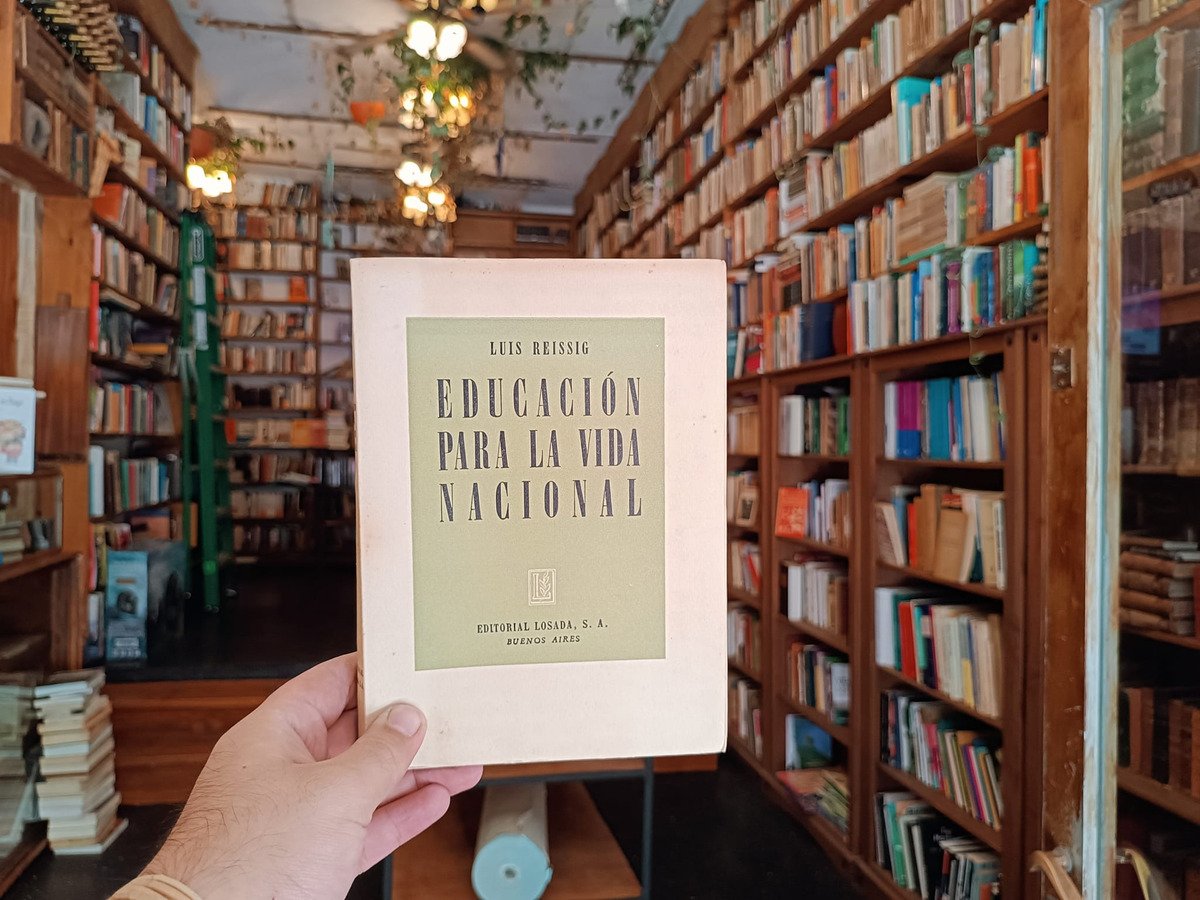 LUIS REISSIG
EDUCACIÓN
PARA LA VIDA
NACIONAL
EDITORIAL LOSADA, S. A.
BUENOS AIRES